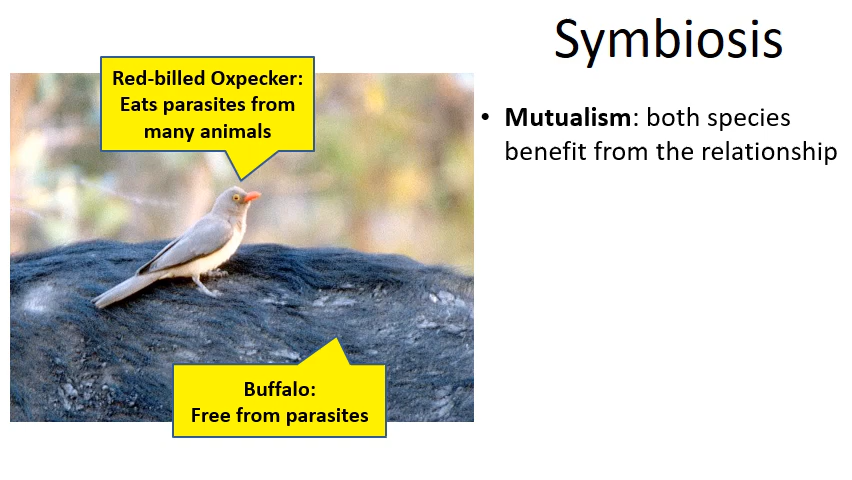 Symbiosis
Red-billed Oxpecker:
Eats parasites from
many animals
• Mutualism: both species
benefit from the relationship
Buffalo:
Free from parasites